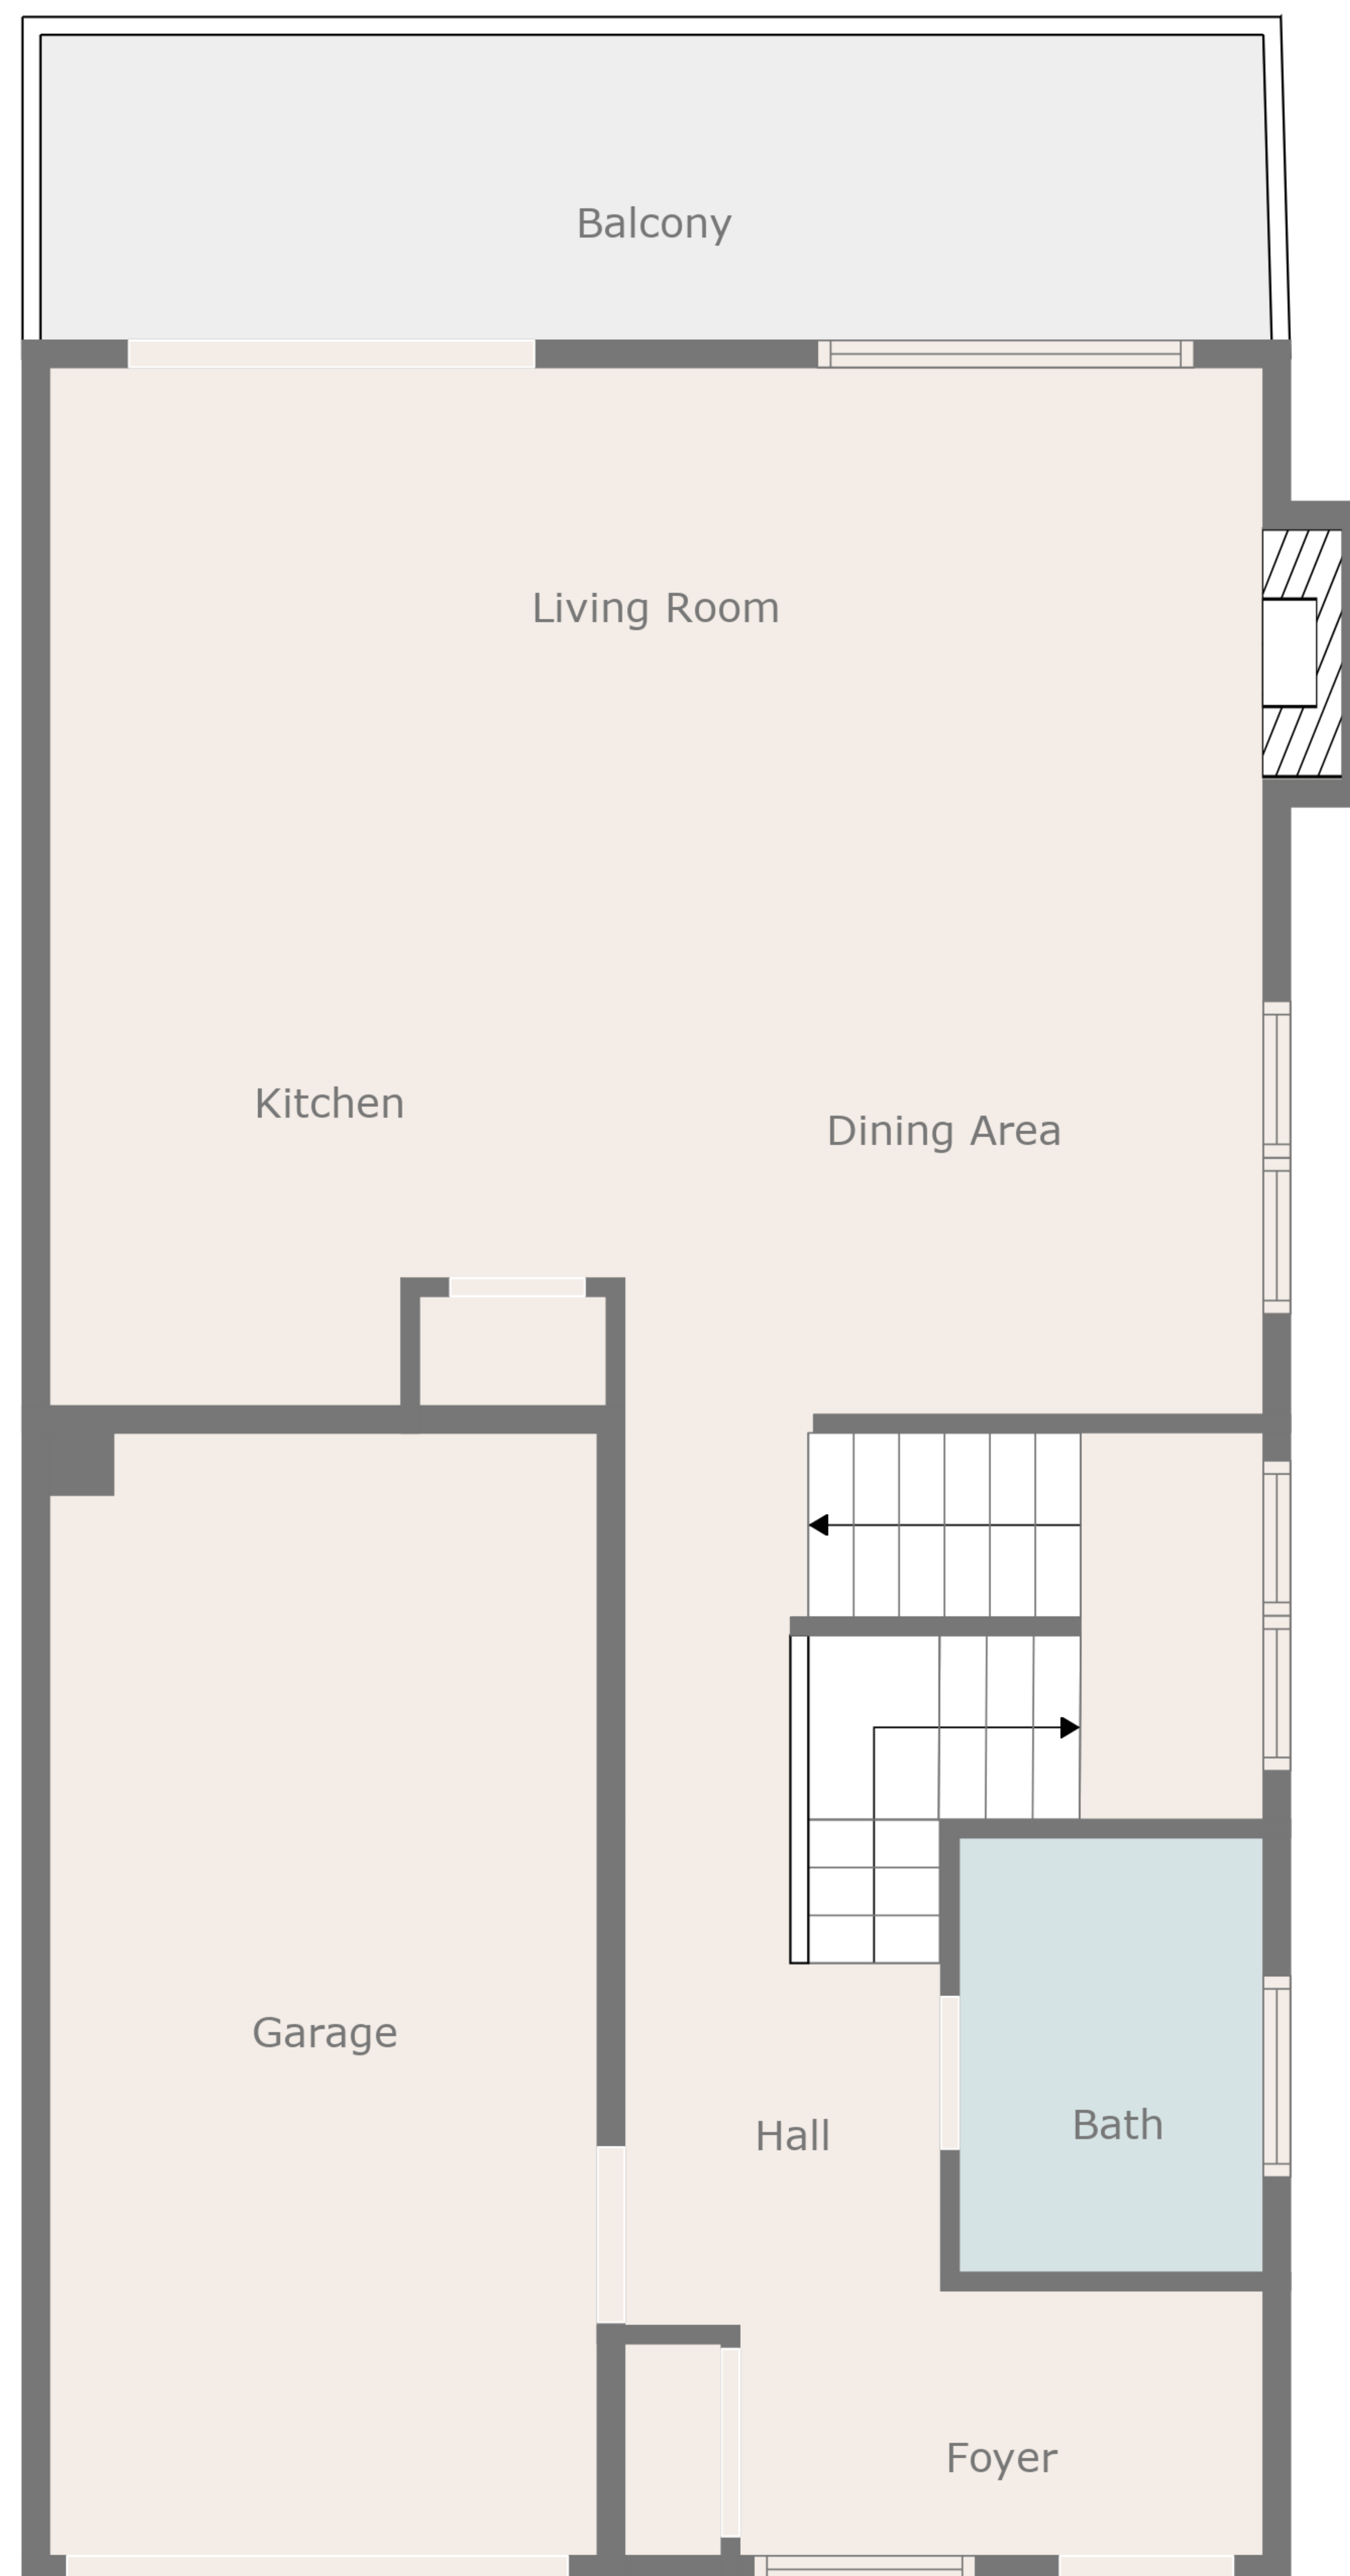 Balcony
Living Room
Kitchen
Dining Area
Garage
Hall
Bath
Foyer